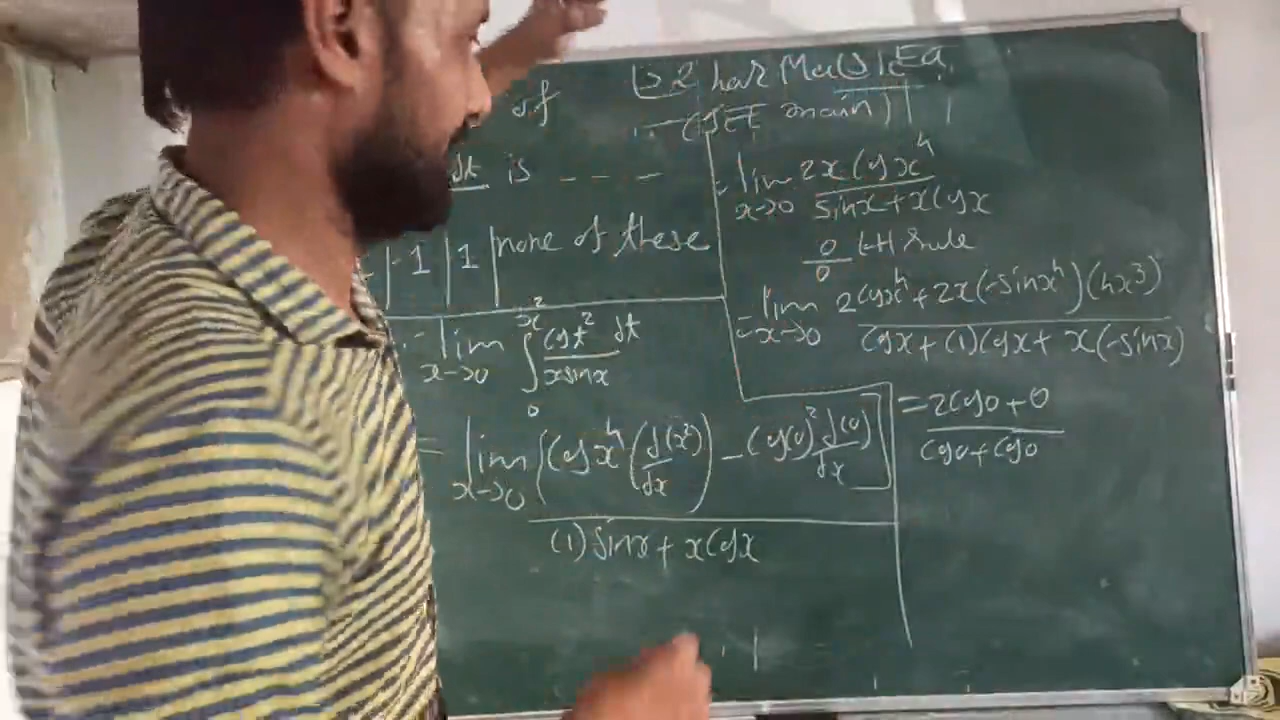 of
(JEE main)
dt is - - - -
-1 | 1 | none of these
lim x→0 ∫ 0 x² cos t² dt / x sin x
= lim x→0 [cos x⁴ (d(x²)/dx) - cos(0)² d(0)/dx]
(1) sin x + x cos x
= lim x→0 2x cos x⁴ / sin x + x cos x
0/0 L-H Rule
= lim x→0 2 cos x⁴ + 2x(-sin x⁴)(4x³)
cos x + (1) cos x + x(-sin x)
= 2 cos 0 + 0
cos 0 + cos 0